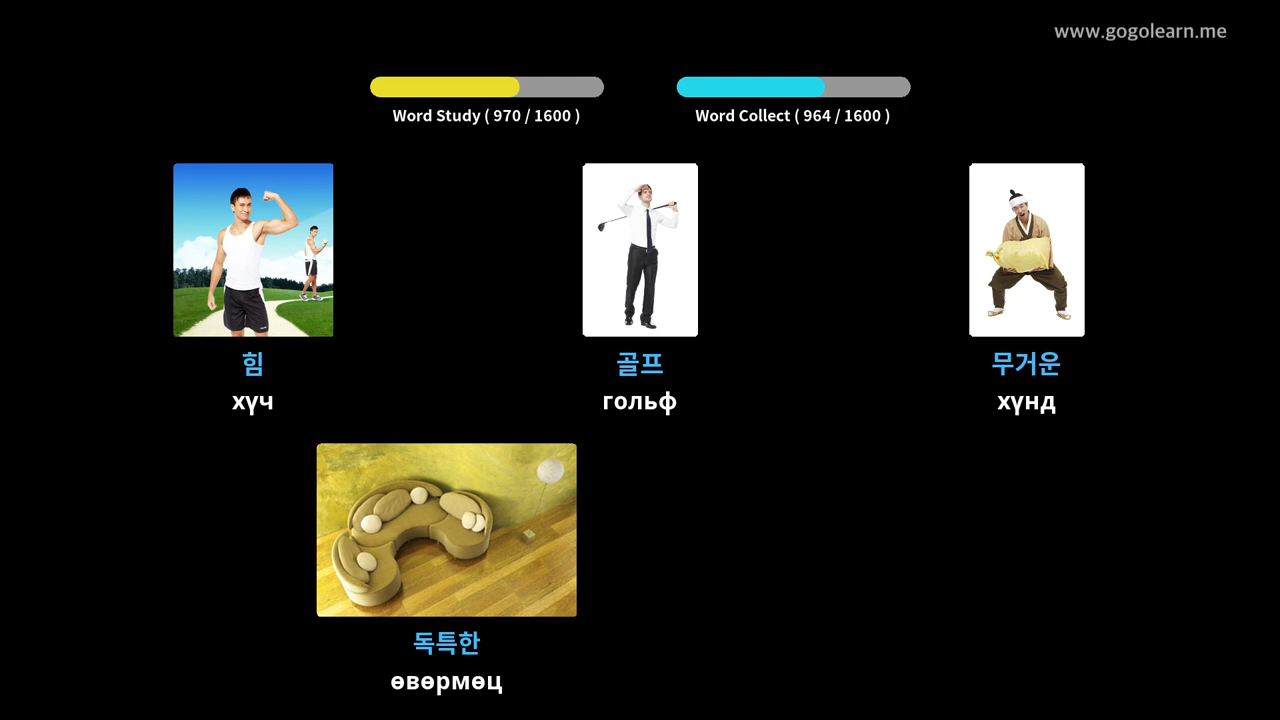 www.gogolearn.me
Word Study ( 970 / 1600 )
Word Collect ( 964 / 1600 )
힘
хүч
골프
гольф
무거운
хүнд
독특한
өвөрмөц